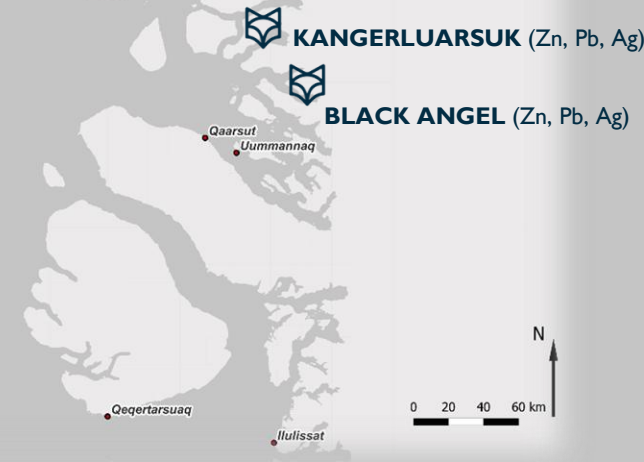 KANGERLUARSUK (Zn, Pb, Ag)
BLACK ANGEL (Zn, Pb, Ag)
Qaarsut
Uummannaq
N
0 20 40 60 km
Qeqertarsuaq
Ilulissat